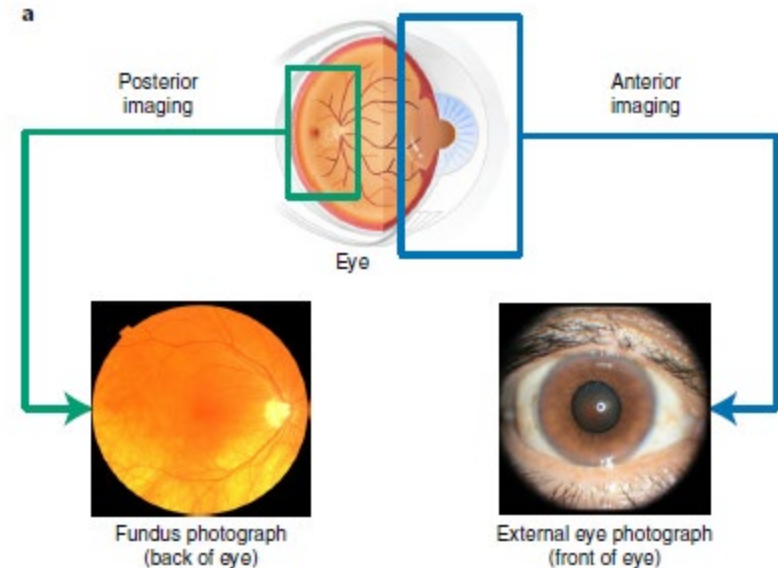 a
Posterior
imaging
Anterior
imaging
Eye
Fundus photograph
(back of eye)
External eye photograph
(front of eye)